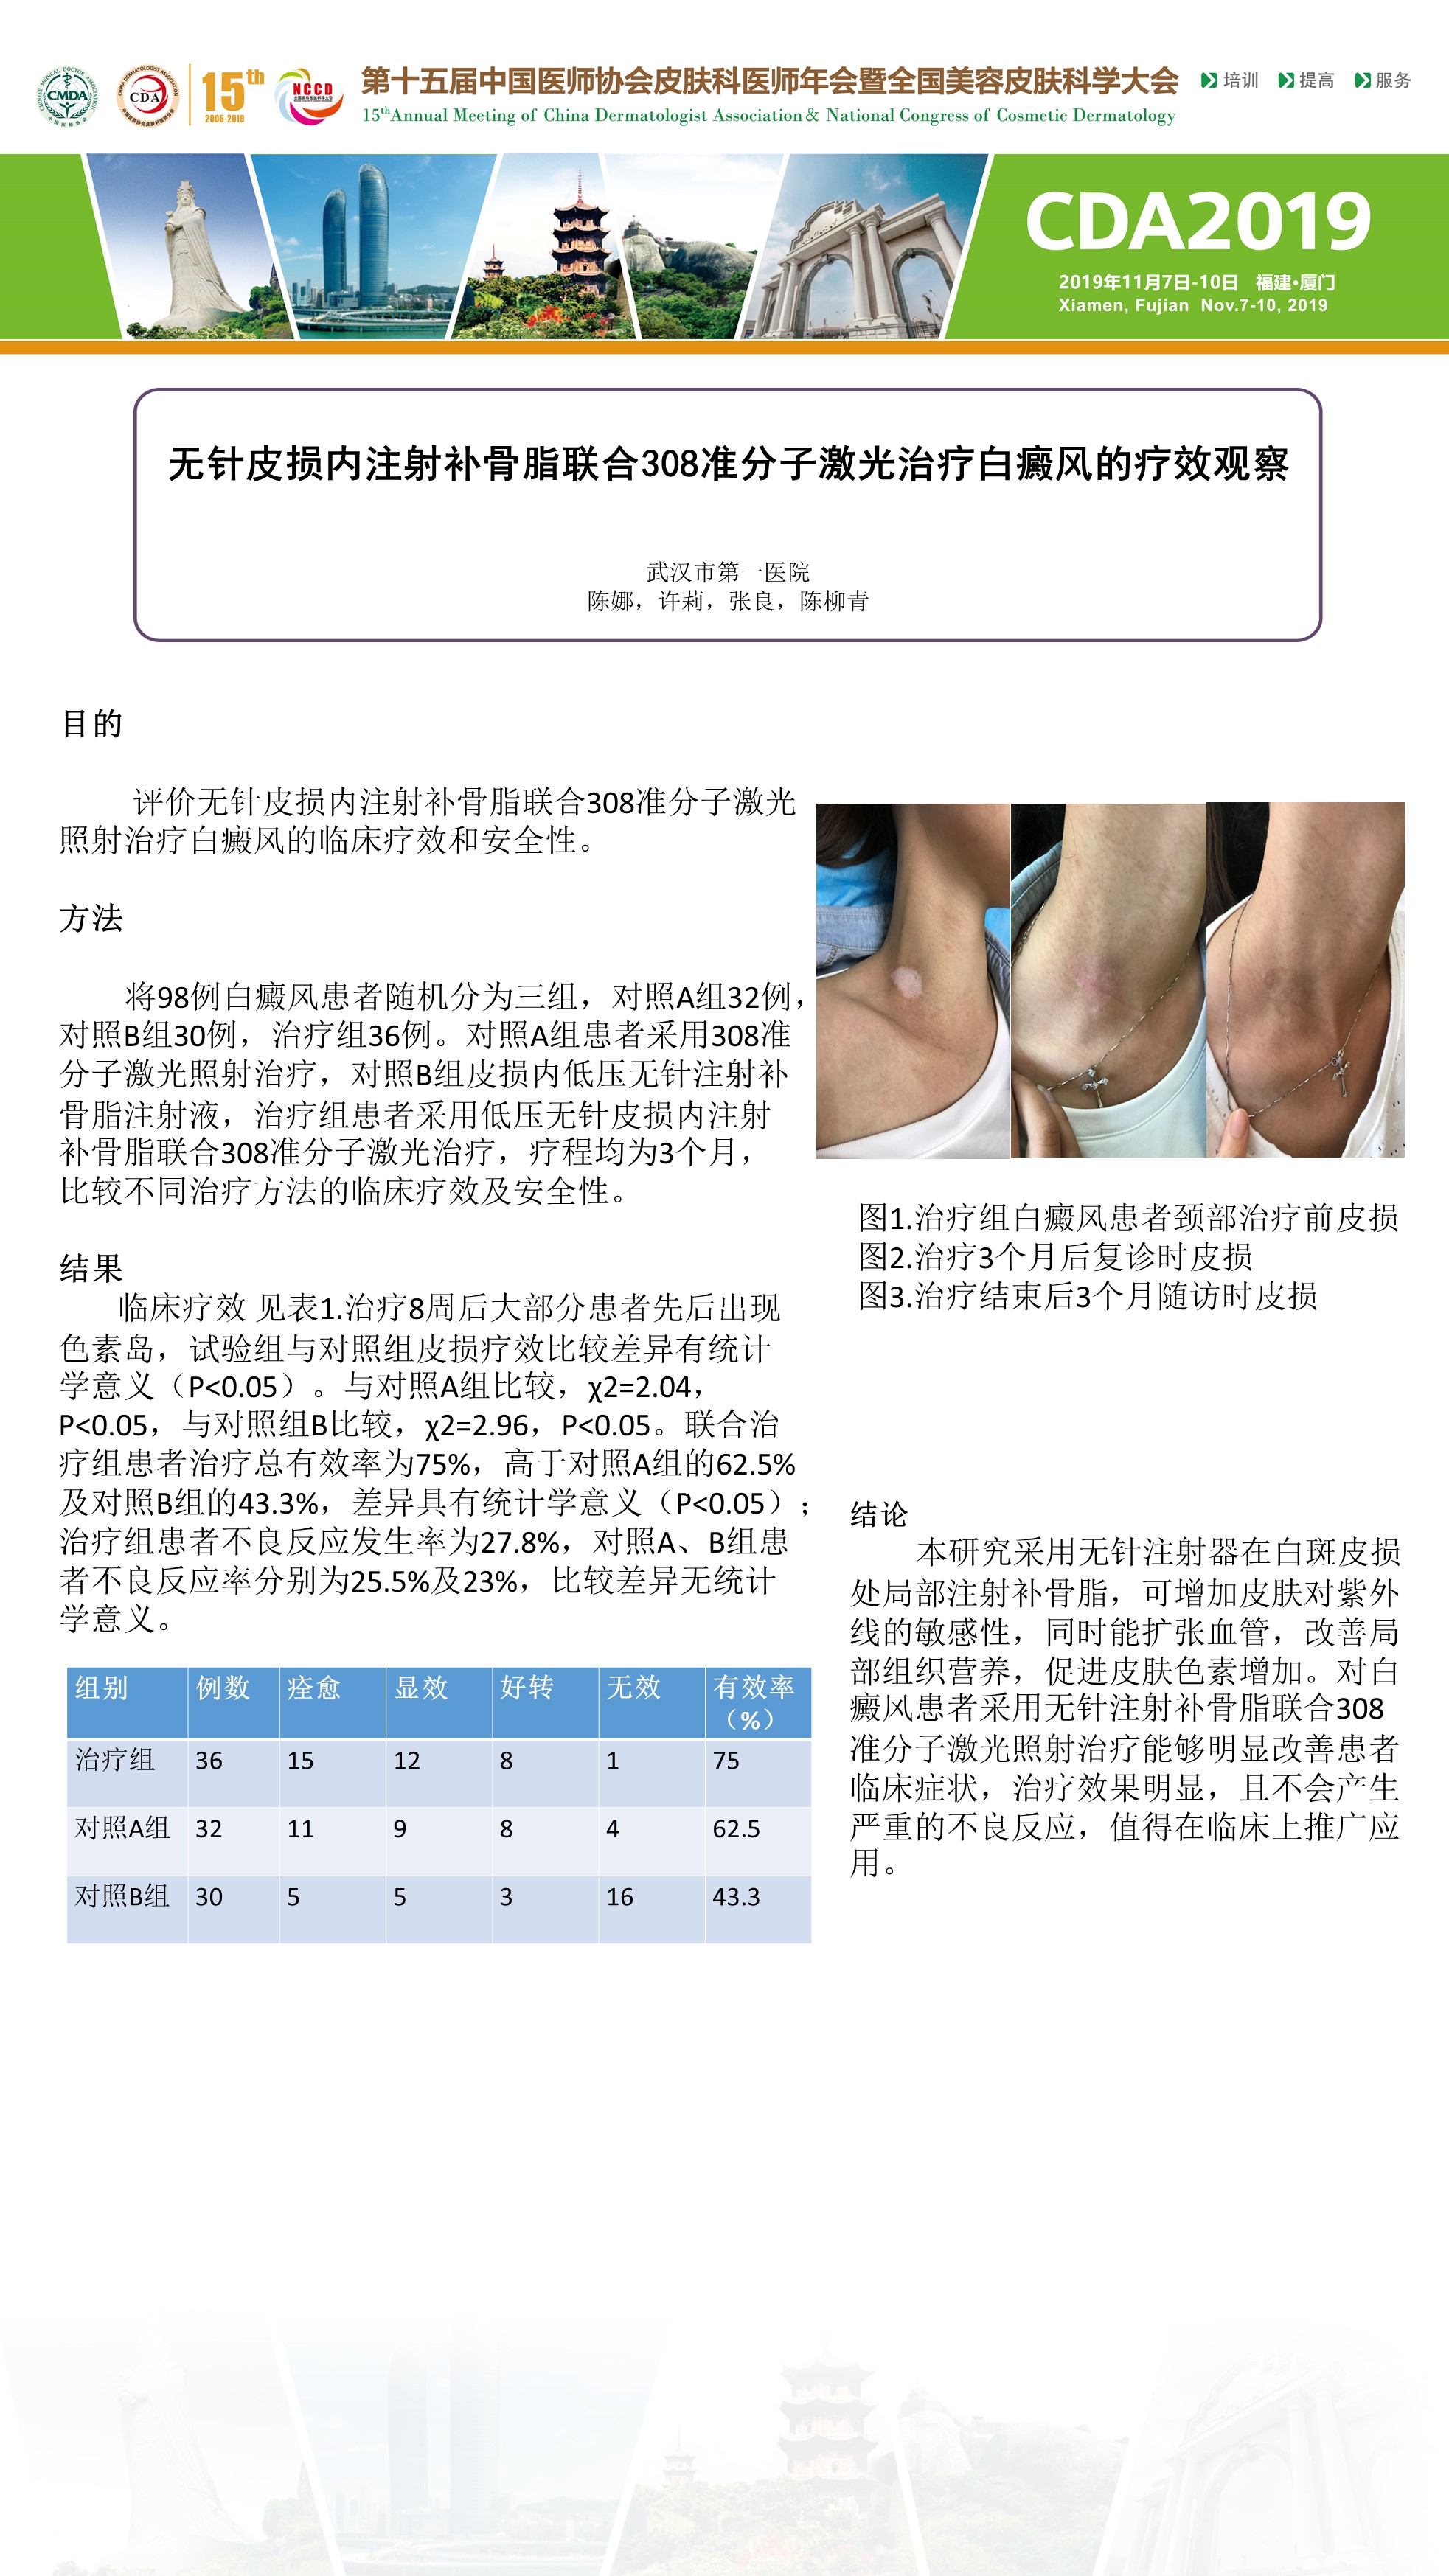 CHINESE MEDICAL DOCTOR ASSOCIATION
CMDA
中国医师协会
CHINA DERMATOLOGIST ASSOCIATION
CDA
15th
2005-2019
NCCD
第十五届中国医师协会皮肤科医师年会暨全国美容皮肤科学大会
15thAnnual Meeting of China Dermatologist Association& National Congress of Cosmetic Dermatology
培训 提高 服务
CDA2019
2019年11月7日-10日 福建·厦门
Xiamen, Fujian Nov.7-10, 2019
无针皮损内注射补骨脂联合308准分子激光治疗白癜风的疗效观察
武汉市第一医院
陈娜，许莉，张良，陈柳青
目的
评价无针皮损内注射补骨脂联合308准分子激光
照射治疗白癜风的临床疗效和安全性。
方法
将98例白癜风患者随机分为三组，对照A组32例，
对照B组30例，治疗组36例。对照A组患者采用308准
分子激光照射治疗，对照B组皮损内低压无针注射补
骨脂注射液，治疗组患者采用低压无针皮损内注射
补骨脂联合308准分子激光治疗，疗程均为3个月，
比较不同治疗方法的临床疗效及安全性。
结果
临床疗效 见表1.治疗8周后大部分患者先后出现
色素岛，试验组与对照组皮损疗效比较差异有统计
学意义（P<0.05）。与对照A组比较，χ2=2.04，
P<0.05，与对照组B比较，χ2=2.96，P<0.05。联合治
疗组患者治疗总有效率为75%，高于对照A组的62.5%
及对照B组的43.3%，差异具有统计学意义（P<0.05）；
治疗组患者不良反应发生率为27.8%，对照A、B组患
者不良反应率分别为25.5%及23%，比较差异无统计
学意义。
组别 例数 痊愈 显效 好转 无效 有效率
（%）
治疗组 36 15 12 8 1 75
对照A组 32 11 9 8 4 62.5
对照B组 30 5 5 3 16 43.3
图1.治疗组白癜风患者颈部治疗前皮损
图2.治疗3个月后复诊时皮损
图3.治疗结束后3个月随访时皮损
结论
本研究采用无针注射器在白斑皮损
处局部注射补骨脂，可增加皮肤对紫外
线的敏感性，同时能扩张血管，改善局
部组织营养，促进皮肤色素增加。对白
癜风患者采用无针注射补骨脂联合308
准分子激光照射治疗能够明显改善患者
临床症状，治疗效果明显，且不会产生
严重的不良反应，值得在临床上推广应
用。